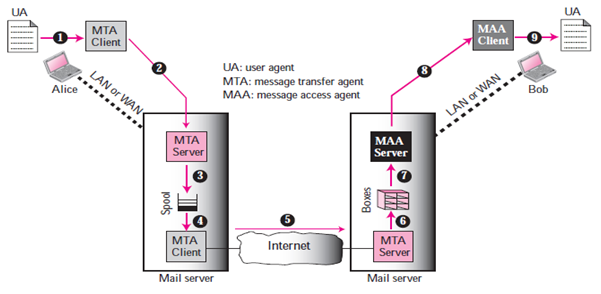 UA
1
MTA
Client
Alice
LAN or WAN
2
UA: user agent
MTA: message transfer agent
MAA: message access agent
MTA
Server
3
Spool
4
MTA
Client
Mail server
5
Internet
MTA
Server
6
Boxes
7
MAA
Server
Mail server
8
LAN or WAN
MAA
Client
9
UA
Bob